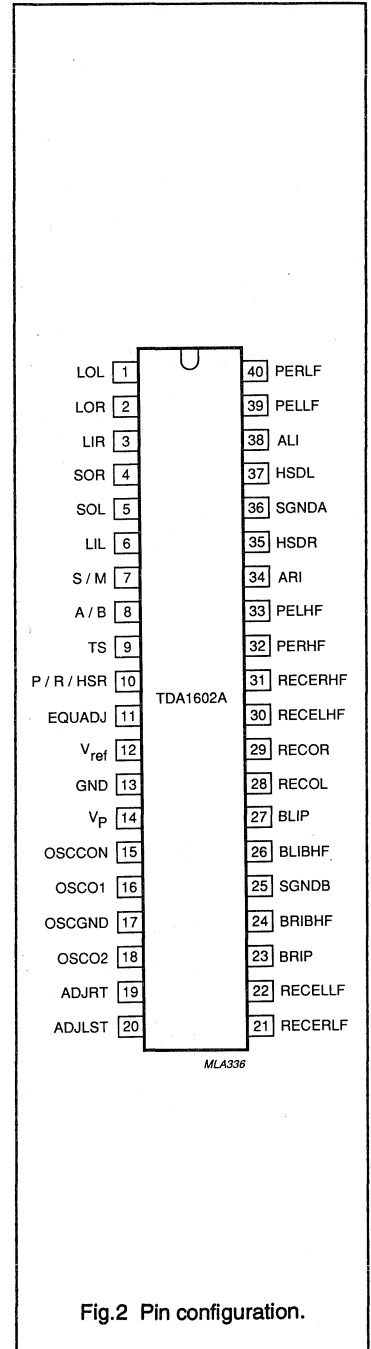 LOL 1 40 PERLF
LOR 2 39 PELLF
LIR 3 38 ALI
SOR 4 37 HSDL
SOL 5 36 SGNDA
LIL 6 35 HSDR
S / M 7 34 ARI
A / B 8 33 PELHF
TS 9 32 PERHF
P / R / HSR 10 31 RECERHF
TDA1602A
EQUADJ 11 30 RECELHF
Vref 12 29 RECOR
GND 13 28 RECOL
VP 14 27 BLIP
OSCCON 15 26 BLIBHF
OSCO1 16 25 SGNDB
OSCGND 17 24 BRIBHF
OSCO2 18 23 BRIP
ADJRT 19 22 RECELLF
ADJLST 20 21 RECERLF
MLA336
Fig.2 Pin configuration.